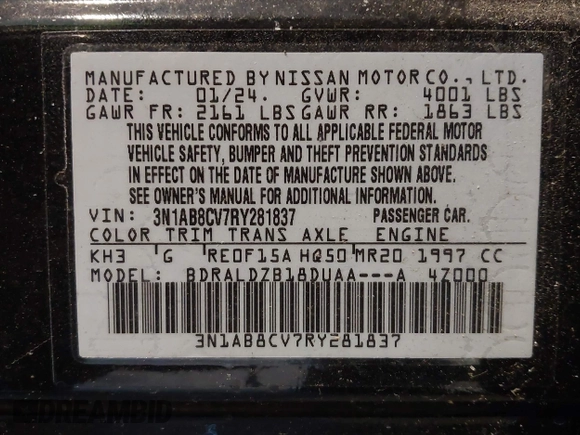 MANUFACTURED BY NISSAN MOTOR CO., LTD.
DATE: 01/24. GVWR: 4001 LBS
GAWR FR: 2161 LBS GAWR RR: 1863 LBS
THIS VEHICLE CONFORMS TO ALL APPLICABLE FEDERAL MOTOR
VEHICLE SAFETY, BUMPER AND THEFT PREVENTION STANDARDS
IN EFFECT ON THE DATE OF MANUFACTURE SHOWN ABOVE.
SEE OWNER'S MANUAL FOR ADDITIONAL INFORMATION.
VIN: 3N1AB8CV7RY281837 PASSENGER CAR.
COLOR TRIM TRANS AXLE ENGINE
KH3 G RE0F15A HQ50 MR20 1997 CC
MODEL: BDRALDZB18DUAA---A 4Z000
3N1AB8CV7RY281837
DREAMBID